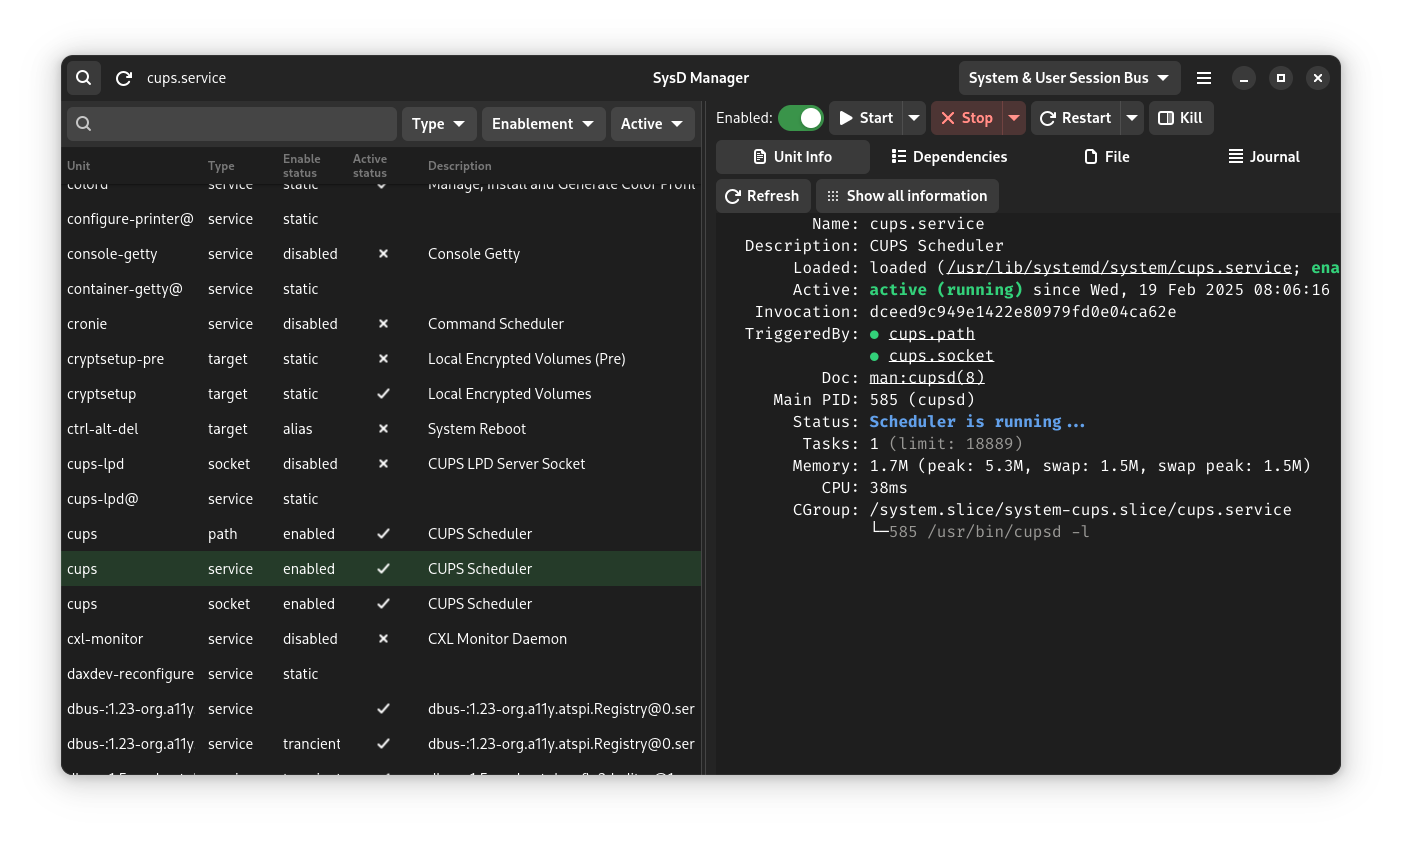 cups.service
SysD Manager
System & User Session Bus
Type Enablement Active
Unit Type Enable status Active status Description
colord service static Manage, Install and Generate Color Profil
configure-printer@ service static
console-getty service disabled Console Getty
container-getty@ service static
cronie service disabled Command Scheduler
cryptsetup-pre target static Local Encrypted Volumes (Pre)
cryptsetup target static Local Encrypted Volumes
ctrl-alt-del target alias System Reboot
cups-lpd socket disabled CUPS LPD Server Socket
cups-lpd@ service static
cups path enabled CUPS Scheduler
cups service enabled CUPS Scheduler
cups socket enabled CUPS Scheduler
cxl-monitor service disabled CXL Monitor Daemon
daxdev-reconfigure service static
dbus-:1.23-org.a11y service dbus-:1.23-org.a11y.atspi.Registry@0.ser
dbus-:1.23-org.a11y service trancient dbus-:1.23-org.a11y.atspi.Registry@0.ser
Enabled: Start Stop Restart Kill
Unit Info Dependencies File Journal
Refresh Show all information
Name: cups.service
Description: CUPS Scheduler
Loaded: loaded (/usr/lib/systemd/system/cups.service; ena
Active: active (running) since Wed, 19 Feb 2025 08:06:16
Invocation: dceed9c949e1422e80979fd0e04ca62e
TriggeredBy: ● cups.path
● cups.socket
Doc: man:cupsd(8)
Main PID: 585 (cupsd)
Status: Scheduler is running...
Tasks: 1 (limit: 18889)
Memory: 1.7M (peak: 5.3M, swap: 1.5M, swap peak: 1.5M)
CPU: 38ms
CGroup: /system.slice/system-cups.slice/cups.service
└─585 /usr/bin/cupsd -l